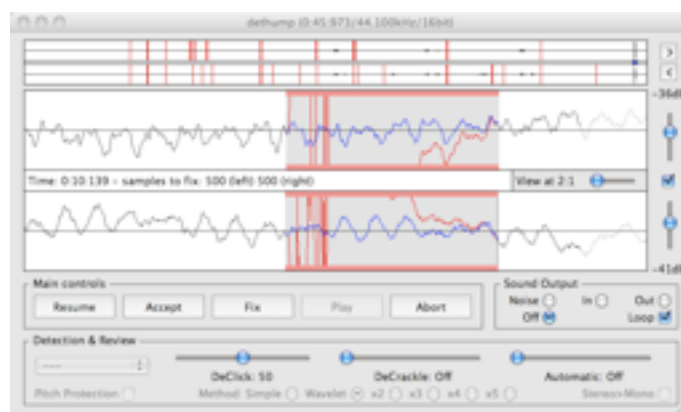 dethump (0:45.973/44.100kHz/16bit)
>
<
-36dB
Time: 0:10.139 - samples to fix: 500 (left) 500 (right)
View at 2:1
-41dB
Main controls
Resume Accept Fix Play Abort
Sound Output
Noise In Out
Off Loop
Detection & Review
----
DeClick: 50 DeCrackle: Off Automatic: Off
Pitch Protection Method: Simple Wavelet x2 x3 x4 x5 Stereo>Mono